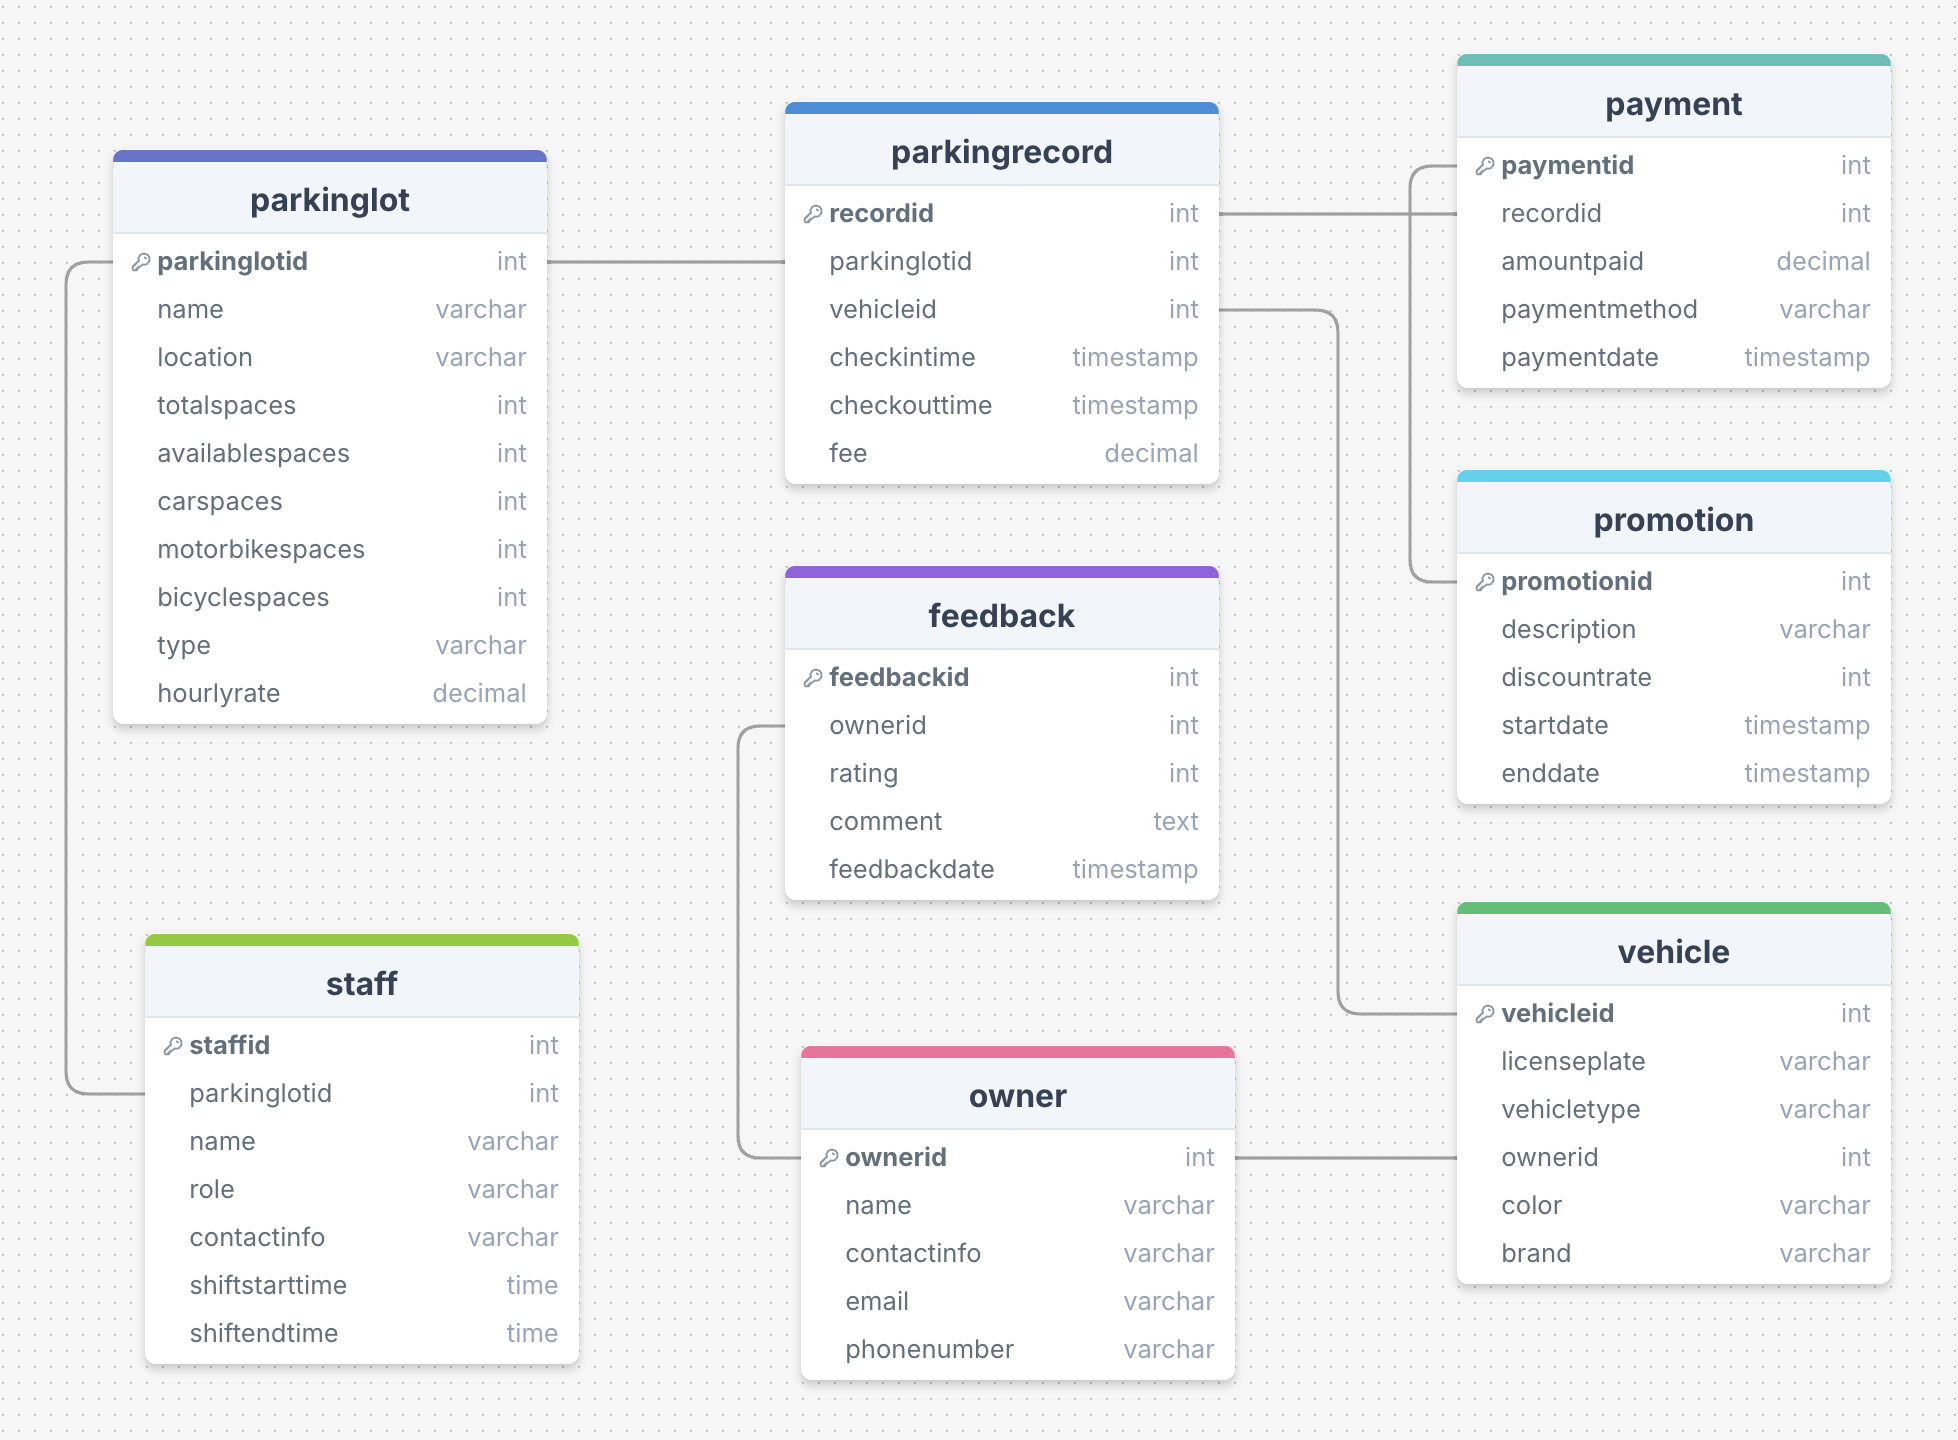 parkinglot
parkinglotid int
name varchar
location varchar
totalspaces int
availablespaces int
carspaces int
motorbikespaces int
bicyclespaces int
type varchar
hourlyrate decimal
staff
staffid int
parkinglotid int
name varchar
role varchar
contactinfo varchar
shiftstarttime time
shiftendtime time
parkingrecord
recordid int
parkinglotid int
vehicleid int
checkintime timestamp
checkouttime timestamp
fee decimal
feedback
feedbackid int
ownerid int
rating int
comment text
feedbackdate timestamp
owner
ownerid int
name varchar
contactinfo varchar
email varchar
phonenumber varchar
payment
paymentid int
recordid int
amountpaid decimal
paymentmethod varchar
paymentdate timestamp
promotion
promotionid int
description varchar
discountrate int
startdate timestamp
enddate timestamp
vehicle
vehicleid int
licenseplate varchar
vehicletype varchar
ownerid int
color varchar
brand varchar